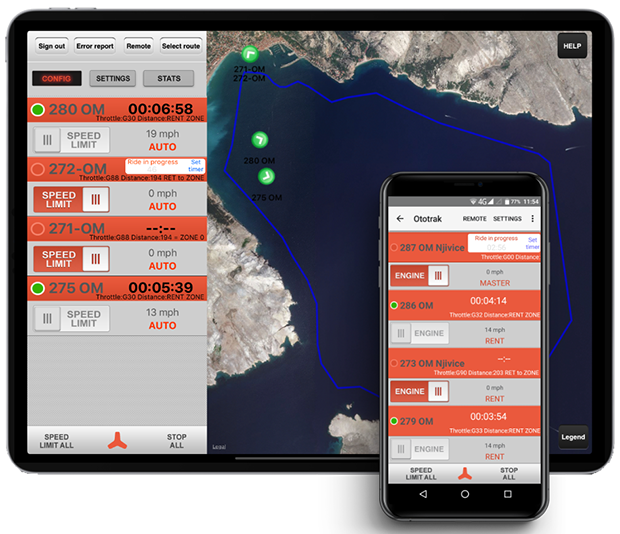 Sign out
Error report
Remote
Select route
HELP
CONFIG
SETTINGS
STATS
280 OM
00:06:58
Throttle:G30 Distance:RENT ZONE
SPEED
LIMIT
19 mph
AUTO
272-OM
Ride in progress
Set
timer
Throttle:G88 Distance:194 RET to ZONE
SPEED
LIMIT
0 mph
AUTO
271-OM
--:--
Throttle:G88 Distance:194 = ZONE 0
SPEED
LIMIT
0 mph
AUTO
275 OM
00:05:39
Throttle:G30 Distance:RENT ZONE
SPEED
LIMIT
13 mph
AUTO
SPEED
LIMIT ALL
STOP
ALL
271-OM
272-OM
280 OM
275 OM
Legal
Legend
4G
77%
11:54
Ototrak
REMOTE
SETTINGS
287 OM Njivice
Ride in progress
02:56
Set
timer
Throttle:G00 Distance:
ENGINE
0 mph
MASTER
286 OM
00:04:14
Throttle:G32 Distance:RENT ZONE
ENGINE
14 mph
RENT
273 OM Njivice
--:--
Throttle:G90 Distance:203 RET to ZONE
ENGINE
0 mph
RENT
279 OM
00:03:54
Throttle:G33 Distance:RENT ZONE
ENGINE
14 mph
RENT
SPEED
LIMIT ALL
STOP
ALL